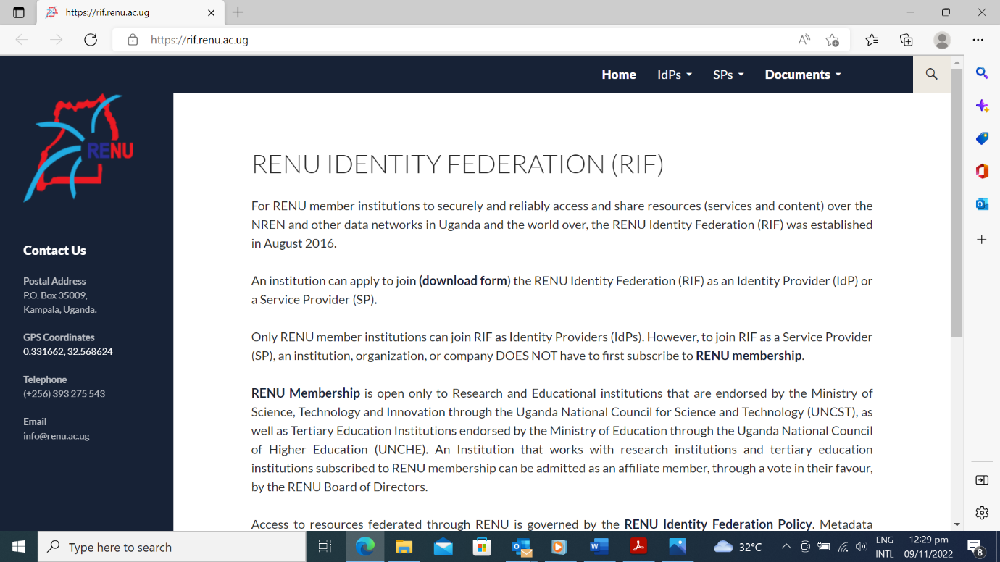 https://rif.renu.ac.ug
https://rif.renu.ac.ug
Home IdPs SPs Documents
RENU
RENU IDENTITY FEDERATION (RIF)
For RENU member institutions to securely and reliably access and share resources (services and content) over the
NREN and other data networks in Uganda and the world over, the RENU Identity Federation (RIF) was established
in August 2016.
An institution can apply to join (download form) the RENU Identity Federation (RIF) as an Identity Provider (IdP) or
a Service Provider (SP).
Only RENU member institutions can join RIF as Identity Providers (IdPs). However, to join RIF as a Service Provider
(SP), an institution, organization, or company DOES NOT have to first subscribe to RENU membership.
RENU Membership is open only to Research and Educational institutions that are endorsed by the Ministry of
Science, Technology and Innovation through the Uganda National Council for Science and Technology (UNCST), as
well as Tertiary Education Institutions endorsed by the Ministry of Education through the Uganda National Council
of Higher Education (UNCHE). An Institution that works with research institutions and tertiary education
institutions subscribed to RENU membership can be admitted as an affiliate member, through a vote in their favour,
by the RENU Board of Directors.
Access to resources federated through RENU is governed by the RENU Identity Federation Policy. Metadata
Contact Us
Postal Address
P.O. Box 35009,
Kampala, Uganda.
GPS Coordinates
0.331662, 32.568624
Telephone
(+256) 393 275 543
Email
info@renu.ac.ug
Type here to search
32°C
ENG
INTL
12:29 pm
09/11/2022
8